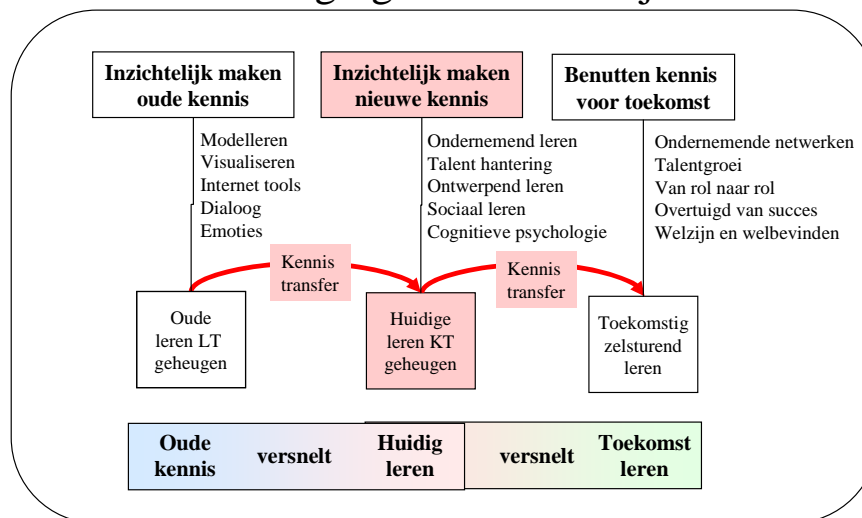 Inzichtelijk maken
oude kennis
Inzichtelijk maken
nieuwe kennis
Benutten kennis
voor toekomst
Modelleren
Visualiseren
Internet tools
Dialoog
Emoties
Ondernemend leren
Talent hantering
Ontwerpend leren
Sociaal leren
Cognitieve psychologie
Ondernemende netwerken
Talentgroei
Van rol naar rol
Overtuigd van succes
Welzijn en welbevinden
Kennis
transfer
Kennis
transfer
Oude
leren LT
geheugen
Huidige
leren KT
geheugen
Toekomstig
zelsturend
leren
Oude
kennis
versnelt
Huidig
leren
versnelt
Toekomst
leren